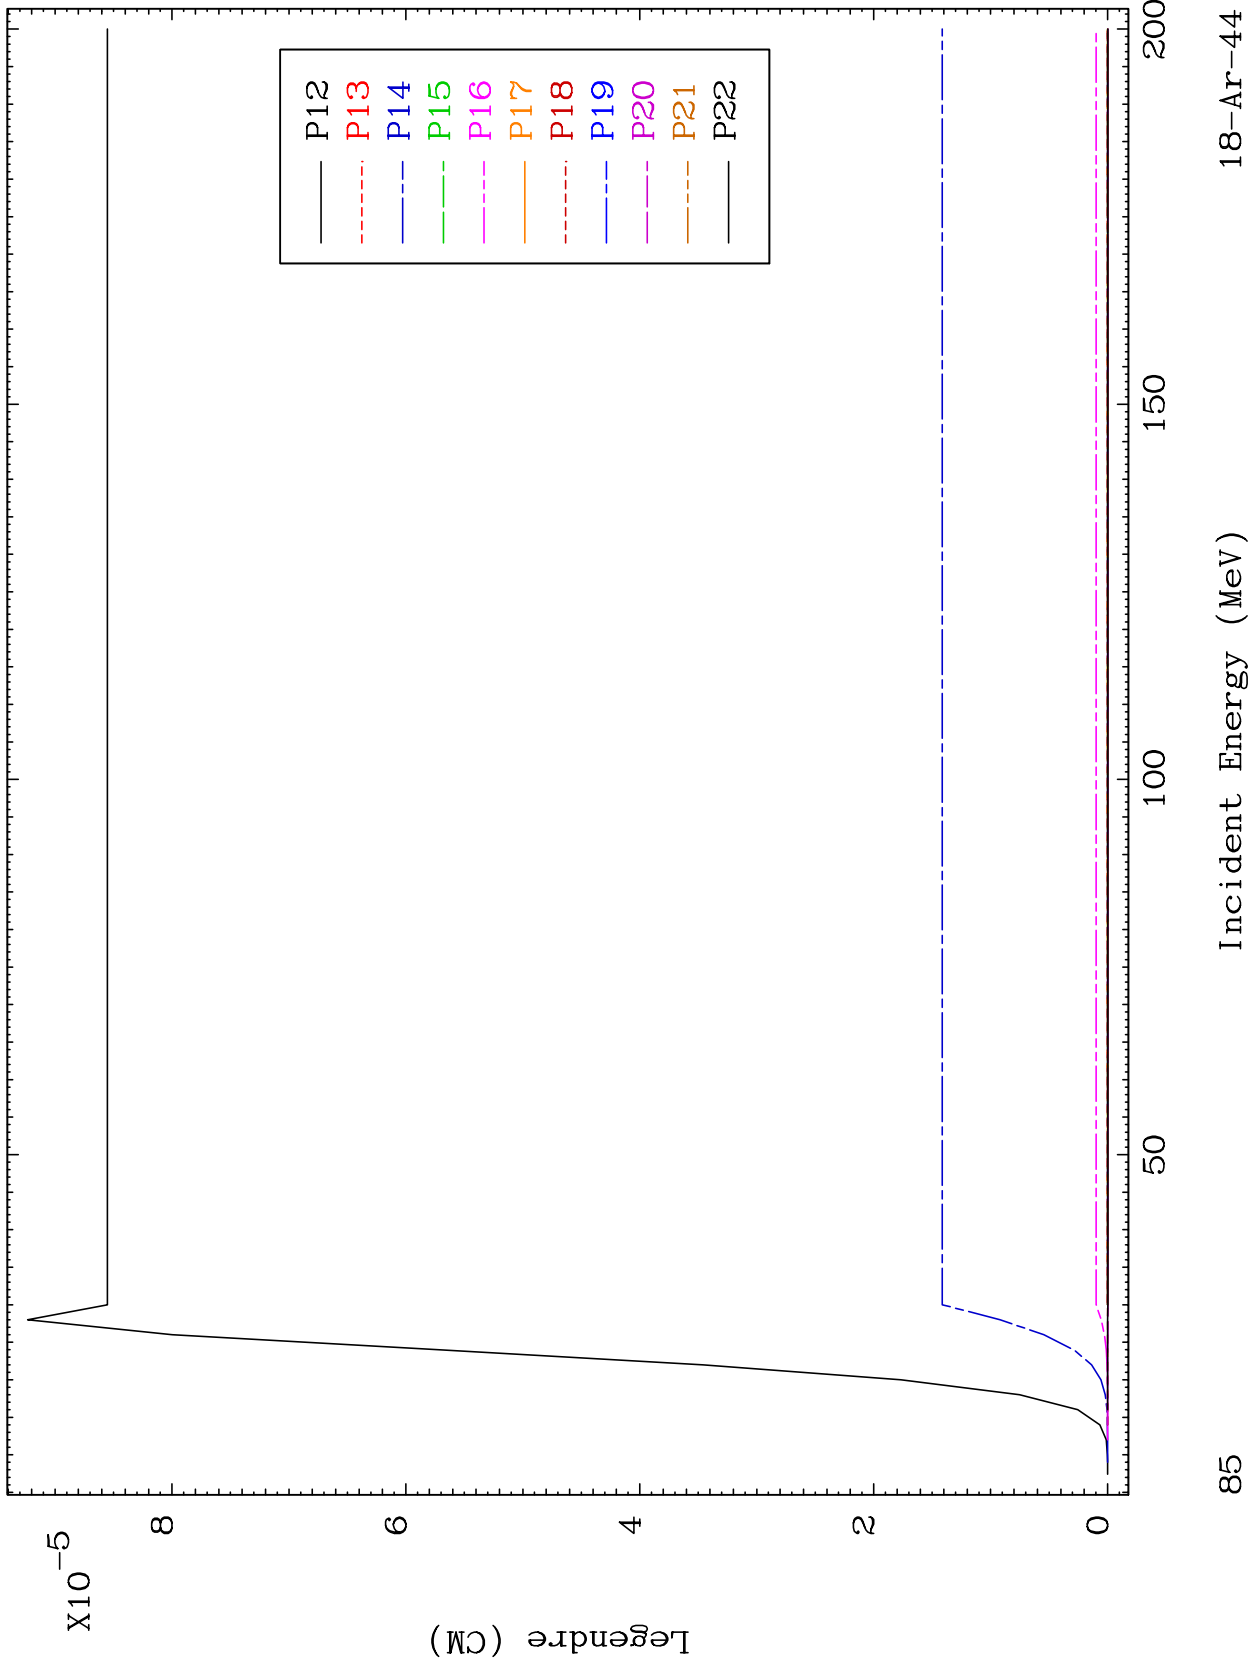 X10-5
Legendre (CM)
8
6
4
2
0
P12
P13
P14
P15
P16
P17
P18
P19
P20
P21
P22
50
100
150
200
Incident Energy (MeV)
85
18-Ar-44